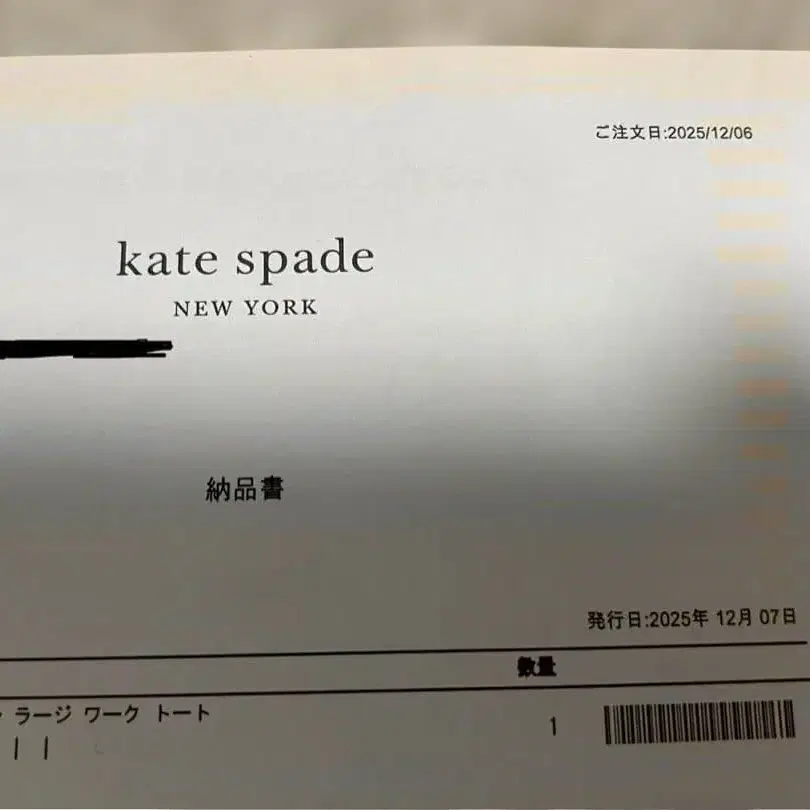 ご注文日:2025/12/06
kate spade
NEW YORK
納品書
発行日:2025年 12月 07日
数量
ラージ ワーク トート
1